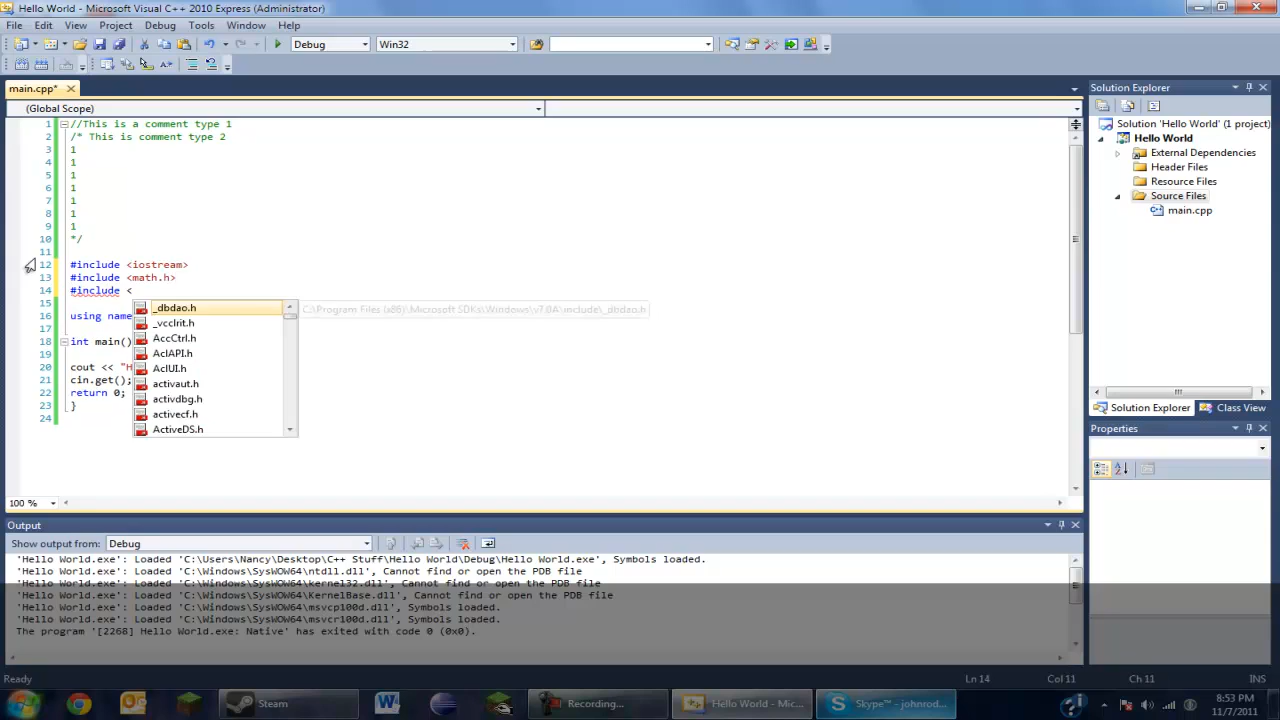 Hello World - Microsoft Visual C++ 2010 Express (Administrator)
File Edit View Project Debug Tools Window Help
Debug Win32
main.cpp* Solution Explorer
(Global Scope)
Solution 'Hello World' (1 project)
Hello World
External Dependencies
Header Files
Resource Files
Source Files
main.cpp
1 //This is a comment type 1
2 /* This is comment type 2
3 1
4 1
5 1
6 1
7 1
8 1
9 1
10 */
11
12 #include <iostream>
13 #include <math.h>
14 #include <
15
16 using name
17
18 int main()
19
20 cout << "H
21 cin.get();
22 return 0;
23 }
24
_dbdao.h C:\Program Files (x86)\Microsoft SDKs\Windows\v7.0A\include\_dbdao.h
_vcclrit.h
AccCtrl.h
AclAPI.h
AclUI.h
activaut.h
activdbg.h
activecf.h
ActiveDS.h
Solution Explorer Class View
Properties
100 %
Output
Show output from: Debug
'Hello World.exe': Loaded 'C:\Users\Nancy\Desktop\C++ Stuff\Hello World\Debug\Hello World.exe', Symbols loaded.
'Hello World.exe': Loaded 'C:\Windows\SysWOW64\ntdll.dll', Cannot find or open the PDB file
'Hello World.exe': Loaded 'C:\Windows\SysWOW64\kernel32.dll', Cannot find or open the PDB file
'Hello World.exe': Loaded 'C:\Windows\SysWOW64\KernelBase.dll', Cannot find or open the PDB file
'Hello World.exe': Loaded 'C:\Windows\SysWOW64\msvcp100d.dll', Symbols loaded.
'Hello World.exe': Loaded 'C:\Windows\SysWOW64\msvcr100d.dll', Symbols loaded.
The program '[2268] Hello World.exe: Native' has exited with code 0 (0x0).
Ready Ln 14 Col 11 Ch 11 INS
Steam Recording... Hello World - Mic... Skype™ - johnrod... 8:53 PM
11/7/2011